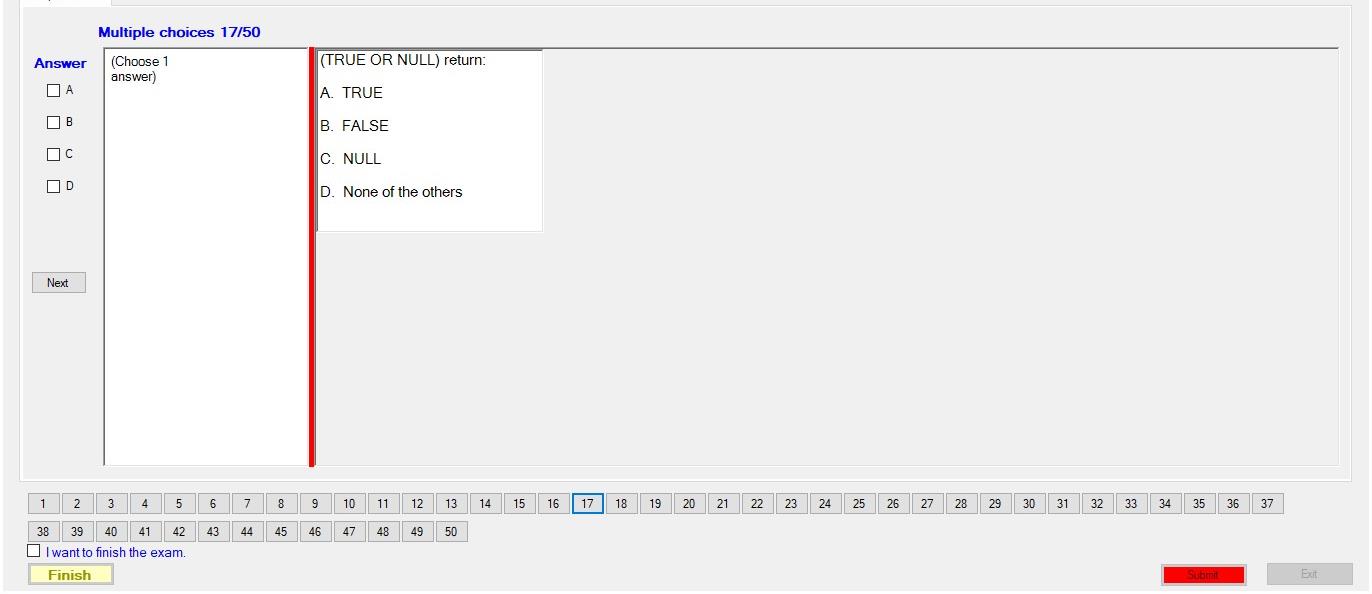 Multiple choices 17/50
Answer
(Choose 1
answer)
A
B
C
D
Next
(TRUE OR NULL) return:
A. TRUE
B. FALSE
C. NULL
D. None of the others
1 2 3 4 5 6 7 8 9 10 11 12 13 14 15 16 17 18 19 20 21 22 23 24 25 26 27 28 29 30 31 32 33 34 35 36 37
38 39 40 41 42 43 44 45 46 47 48 49 50
I want to finish the exam.
Finish
Submit
Exit